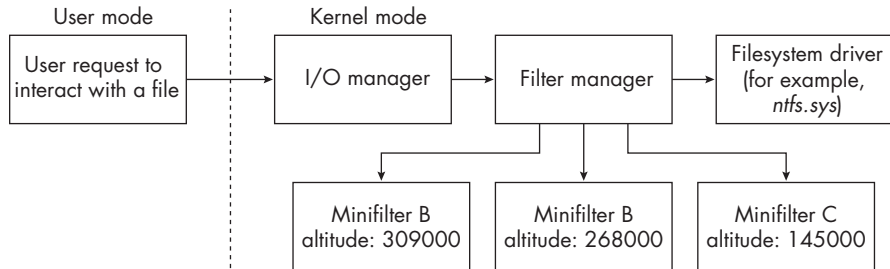 User mode
Kernel mode
User request to
interact with a file
I/O manager
Filter manager
Filesystem driver
(for example,
ntfs.sys)
Minifilter B
altitude: 309000
Minifilter B
altitude: 268000
Minifilter C
altitude: 145000